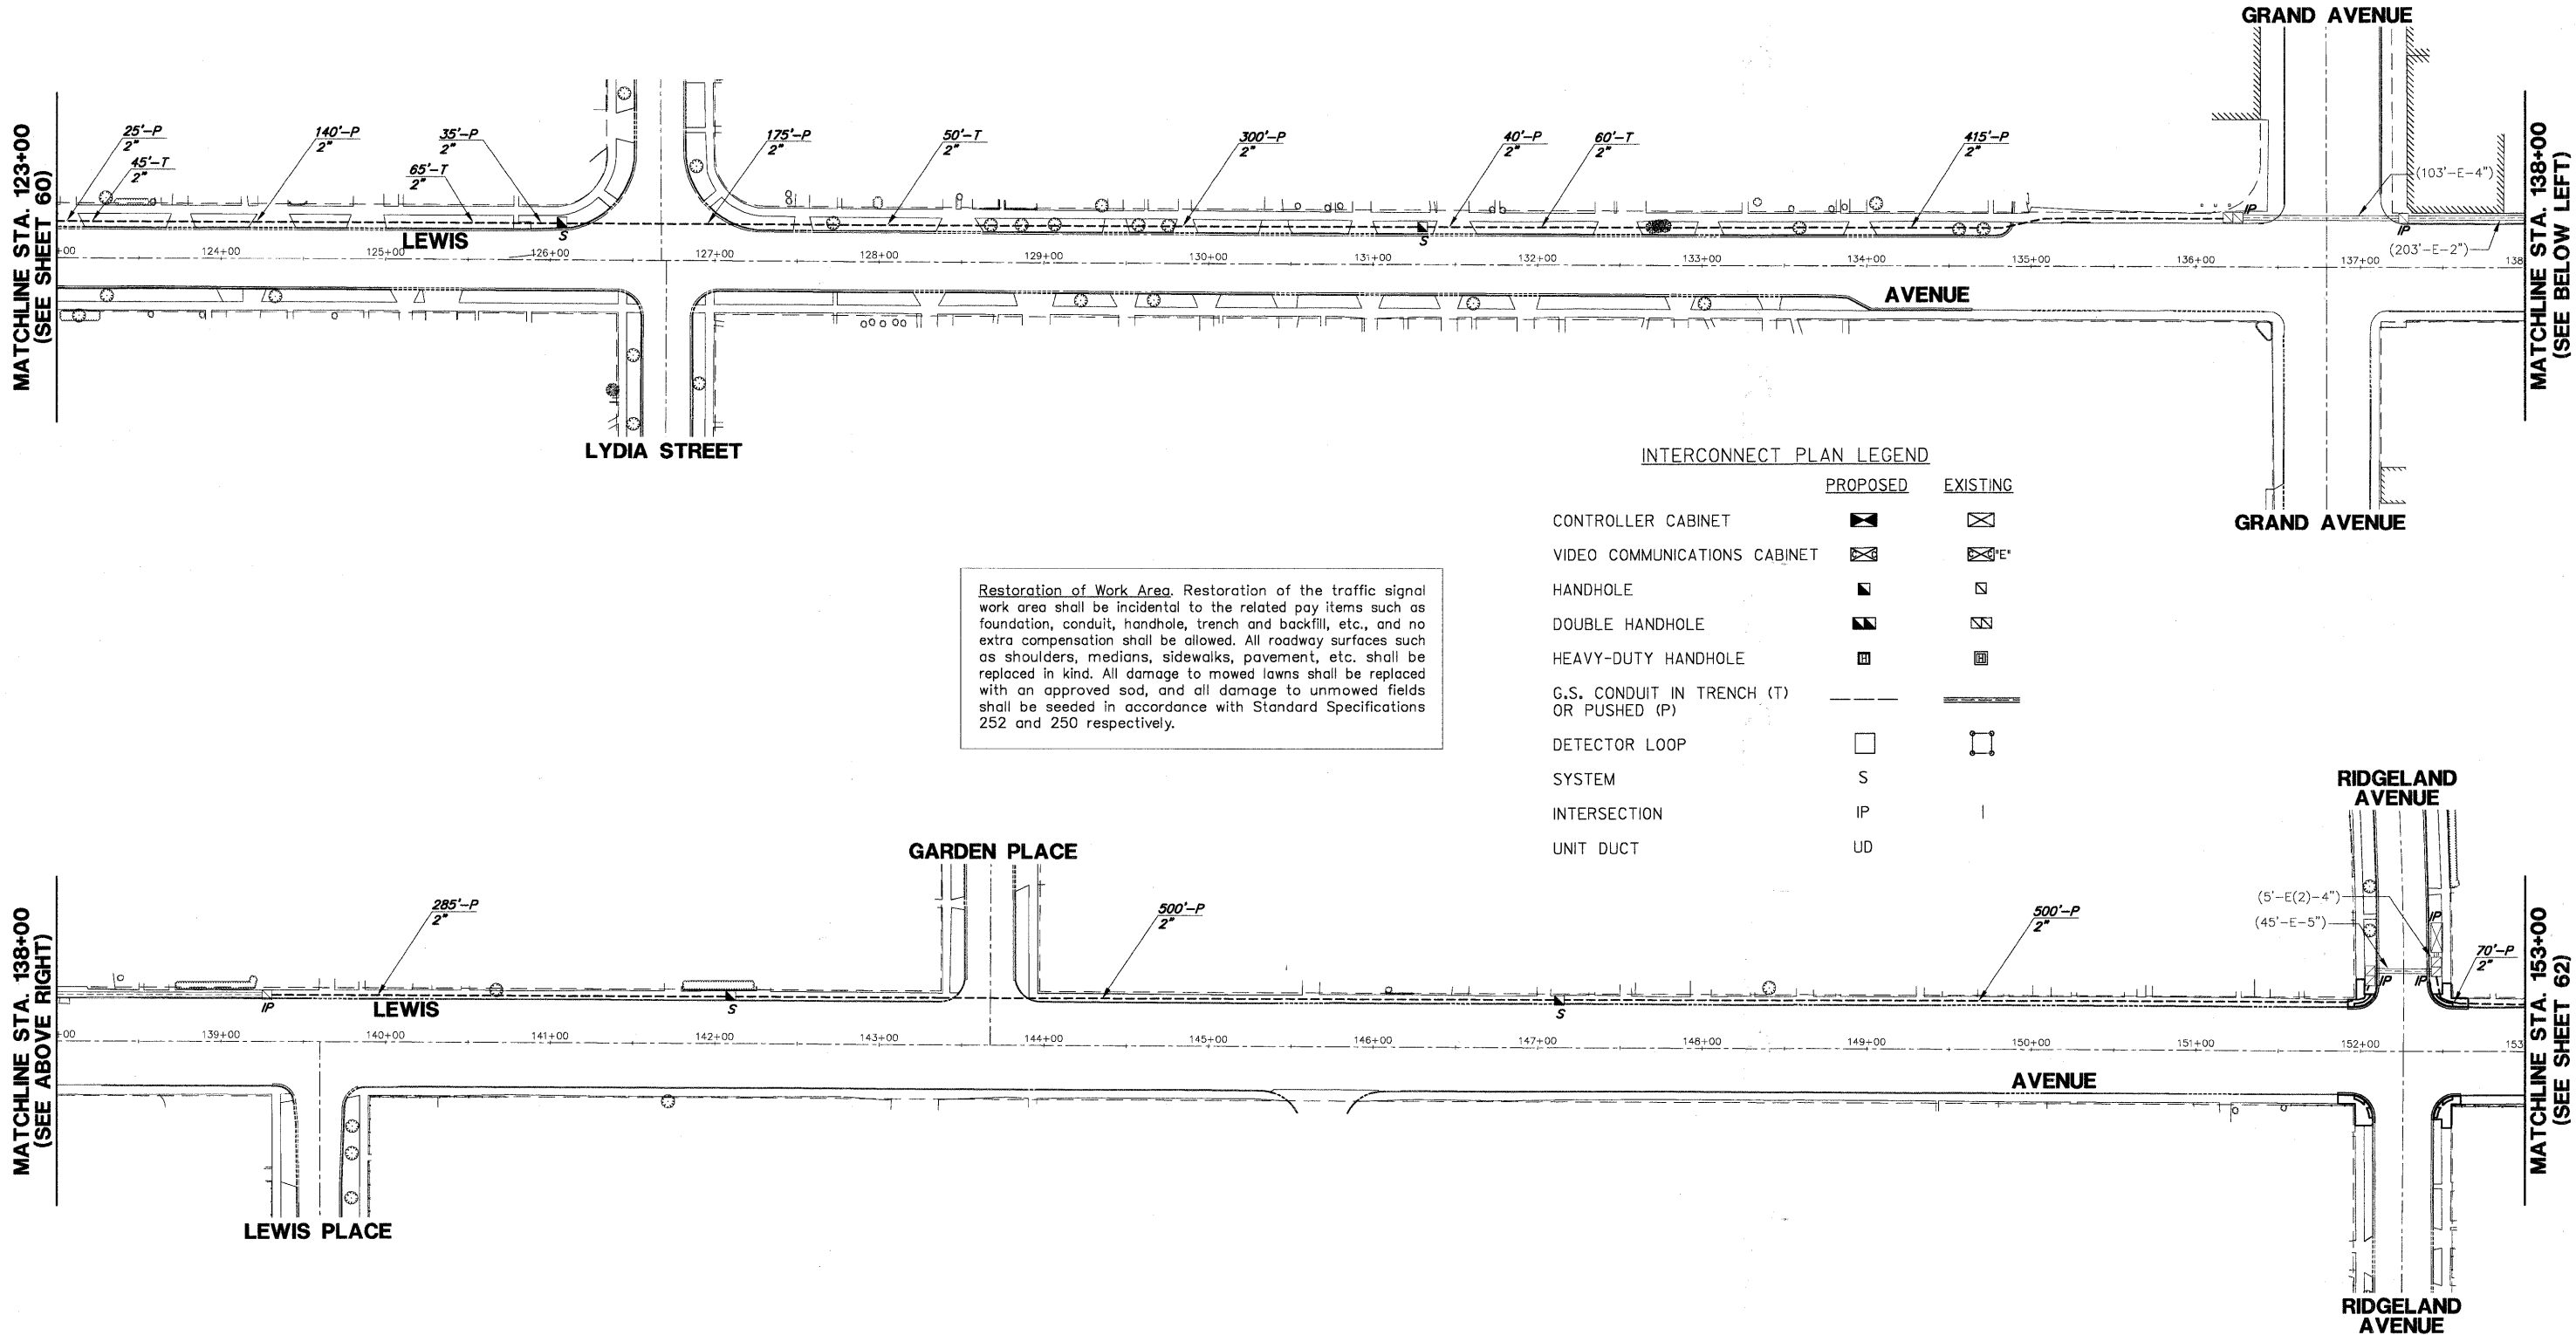 GRAND AVENUE
MATCHLINE STA. 123+00
(SEE SHEET 60)
25'-P
2"
45'-T
2"
140'-P
2"
35'-P
2"
65'-T
2"
175'-P
2"
50'-T
2"
300'-P
2"
40'-P
2"
60'-T
2"
415'-P
2"
(103'-E-4")
IP
IP
(203'-E-2")
S
S
LEWIS
AVENUE
+00
124+00
125+00
126+00
127+00
128+00
129+00
130+00
131+00
132+00
133+00
134+00
135+00
136+00
137+00
138
MATCHLINE STA. 138+00
(SEE BELOW LEFT)
LYDIA STREET
GRAND AVENUE
INTERCONNECT PLAN LEGEND
PROPOSED EXISTING
CONTROLLER CABINET
VIDEO COMMUNICATIONS CABINET "E"
HANDHOLE
DOUBLE HANDHOLE
HEAVY-DUTY HANDHOLE H H
G.S. CONDUIT IN TRENCH (T)
OR PUSHED (P)
DETECTOR LOOP
SYSTEM S
INTERSECTION IP I
UNIT DUCT UD
Restoration of Work Area. Restoration of the traffic signal
work area shall be incidental to the related pay items such as
foundation, conduit, handhole, trench and backfill, etc., and no
extra compensation shall be allowed. All roadway surfaces such
as shoulders, medians, sidewalks, pavement, etc. shall be
replaced in kind. All damage to mowed lawns shall be replaced
with an approved sod, and all damage to unmowed fields
shall be seeded in accordance with Standard Specifications
252 and 250 respectively.
MATCHLINE STA. 138+00
(SEE ABOVE RIGHT)
GARDEN PLACE
RIDGELAND
AVENUE
285'-P
2"
500'-P
2"
500'-P
2"
(5'-E(2)-4")
(45'-E-5")
70'-P
2"
IP
IP
IP
IP
S
S
LEWIS
AVENUE
+00
139+00
140+00
141+00
142+00
143+00
144+00
145+00
146+00
147+00
148+00
149+00
150+00
151+00
152+00
153
MATCHLINE STA. 153+00
(SEE SHEET 62)
LEWIS PLACE
RIDGELAND
AVENUE